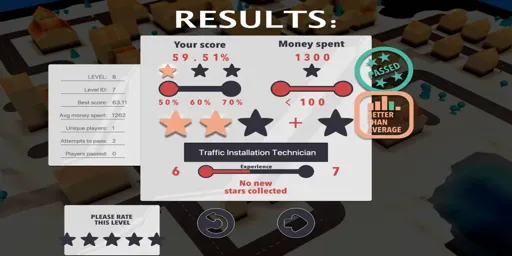 RESULTS:
Your score
Money spent
59.51%
1300
50% 60% 70%
< 100
PASSED
BETTER
THAN
AVERAGE
LEVEL: 8
Level ID: 7
Best score: 63.11
Avg money spent: 1262
Unique players: 1
Attempts to pass: 2
Players passed: 0
+
Traffic Installation Technician
Experience
6 7
No new
stars collected
PLEASE RATE
THIS LEVEL